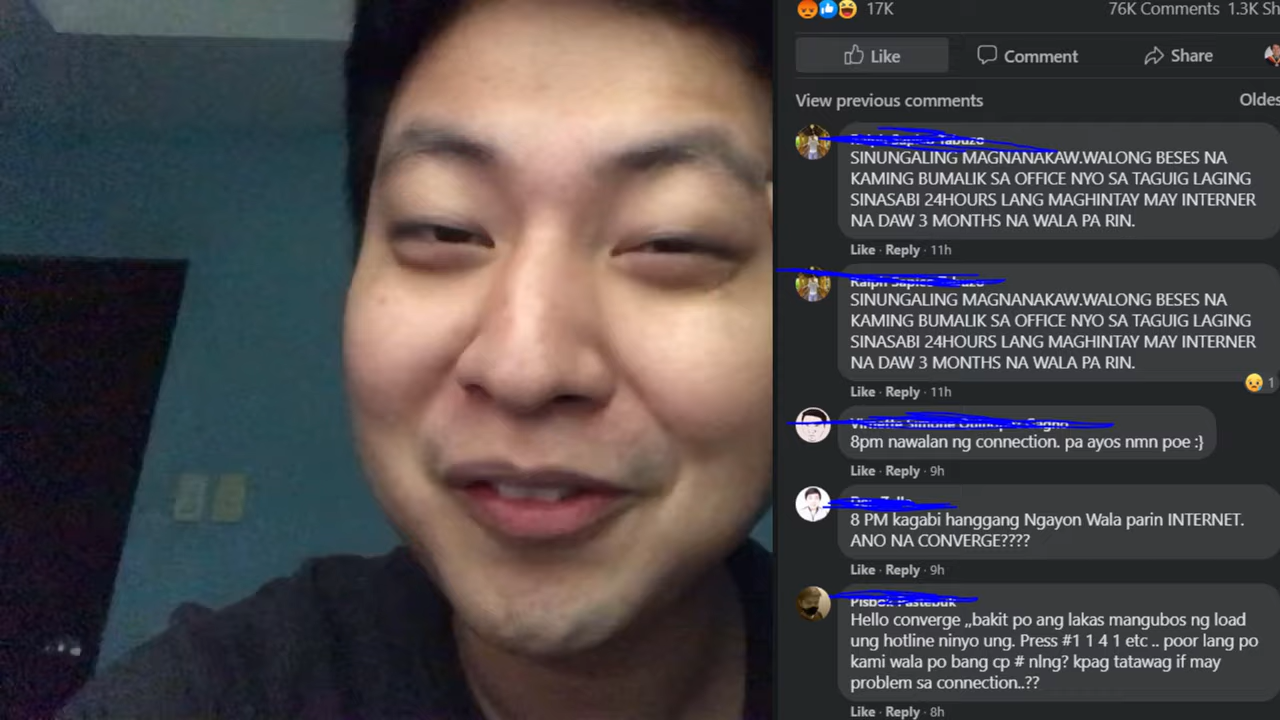 17K
76K Comments 1.3K Sh
Like Comment Share
View previous comments
Oldes
SINUNGALING MAGNANAKAW.WALONG BESES NA
KAMING BUMALIK SA OFFICE NYO SA TAGUIG LAGING
SINASABI 24HOURS LANG MAGHINTAY MAY INTERNER
NA DAW 3 MONTHS NA WALA PA RIN.
Like · Reply · 11h
SINUNGALING MAGNANAKAW.WALONG BESES NA
KAMING BUMALIK SA OFFICE NYO SA TAGUIG LAGING
SINASABI 24HOURS LANG MAGHINTAY MAY INTERNER
NA DAW 3 MONTHS NA WALA PA RIN.
1
Like · Reply · 11h
8pm nawalan ng connection. pa ayos nmn poe :}
Like · Reply · 9h
8 PM kagabi hanggang Ngayon Wala parin INTERNET.
ANO NA CONVERGE????
Like · Reply · 9h
Hello converge ,,bakit po ang lakas mangubos ng load
ung hotline ninyo ung. Press #1 1 4 1 etc .. poor lang po
kami wala po bang cp # nlng? kpag tatawag if may
problem sa connection..??
Like · Reply · 8h